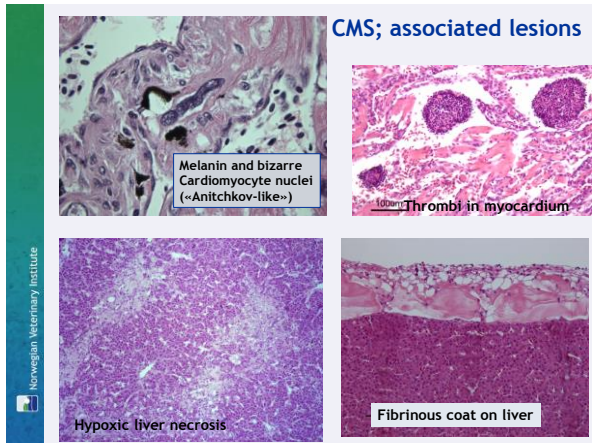 CMS; associated lesions
Melanin and bizarre
Cardiomyocyte nuclei
(«Anitchkov-like»)
100um
Thrombi in myocardium
Hypoxic liver necrosis
Fibrinous coat on liver
Norwegian Veterinary Institute